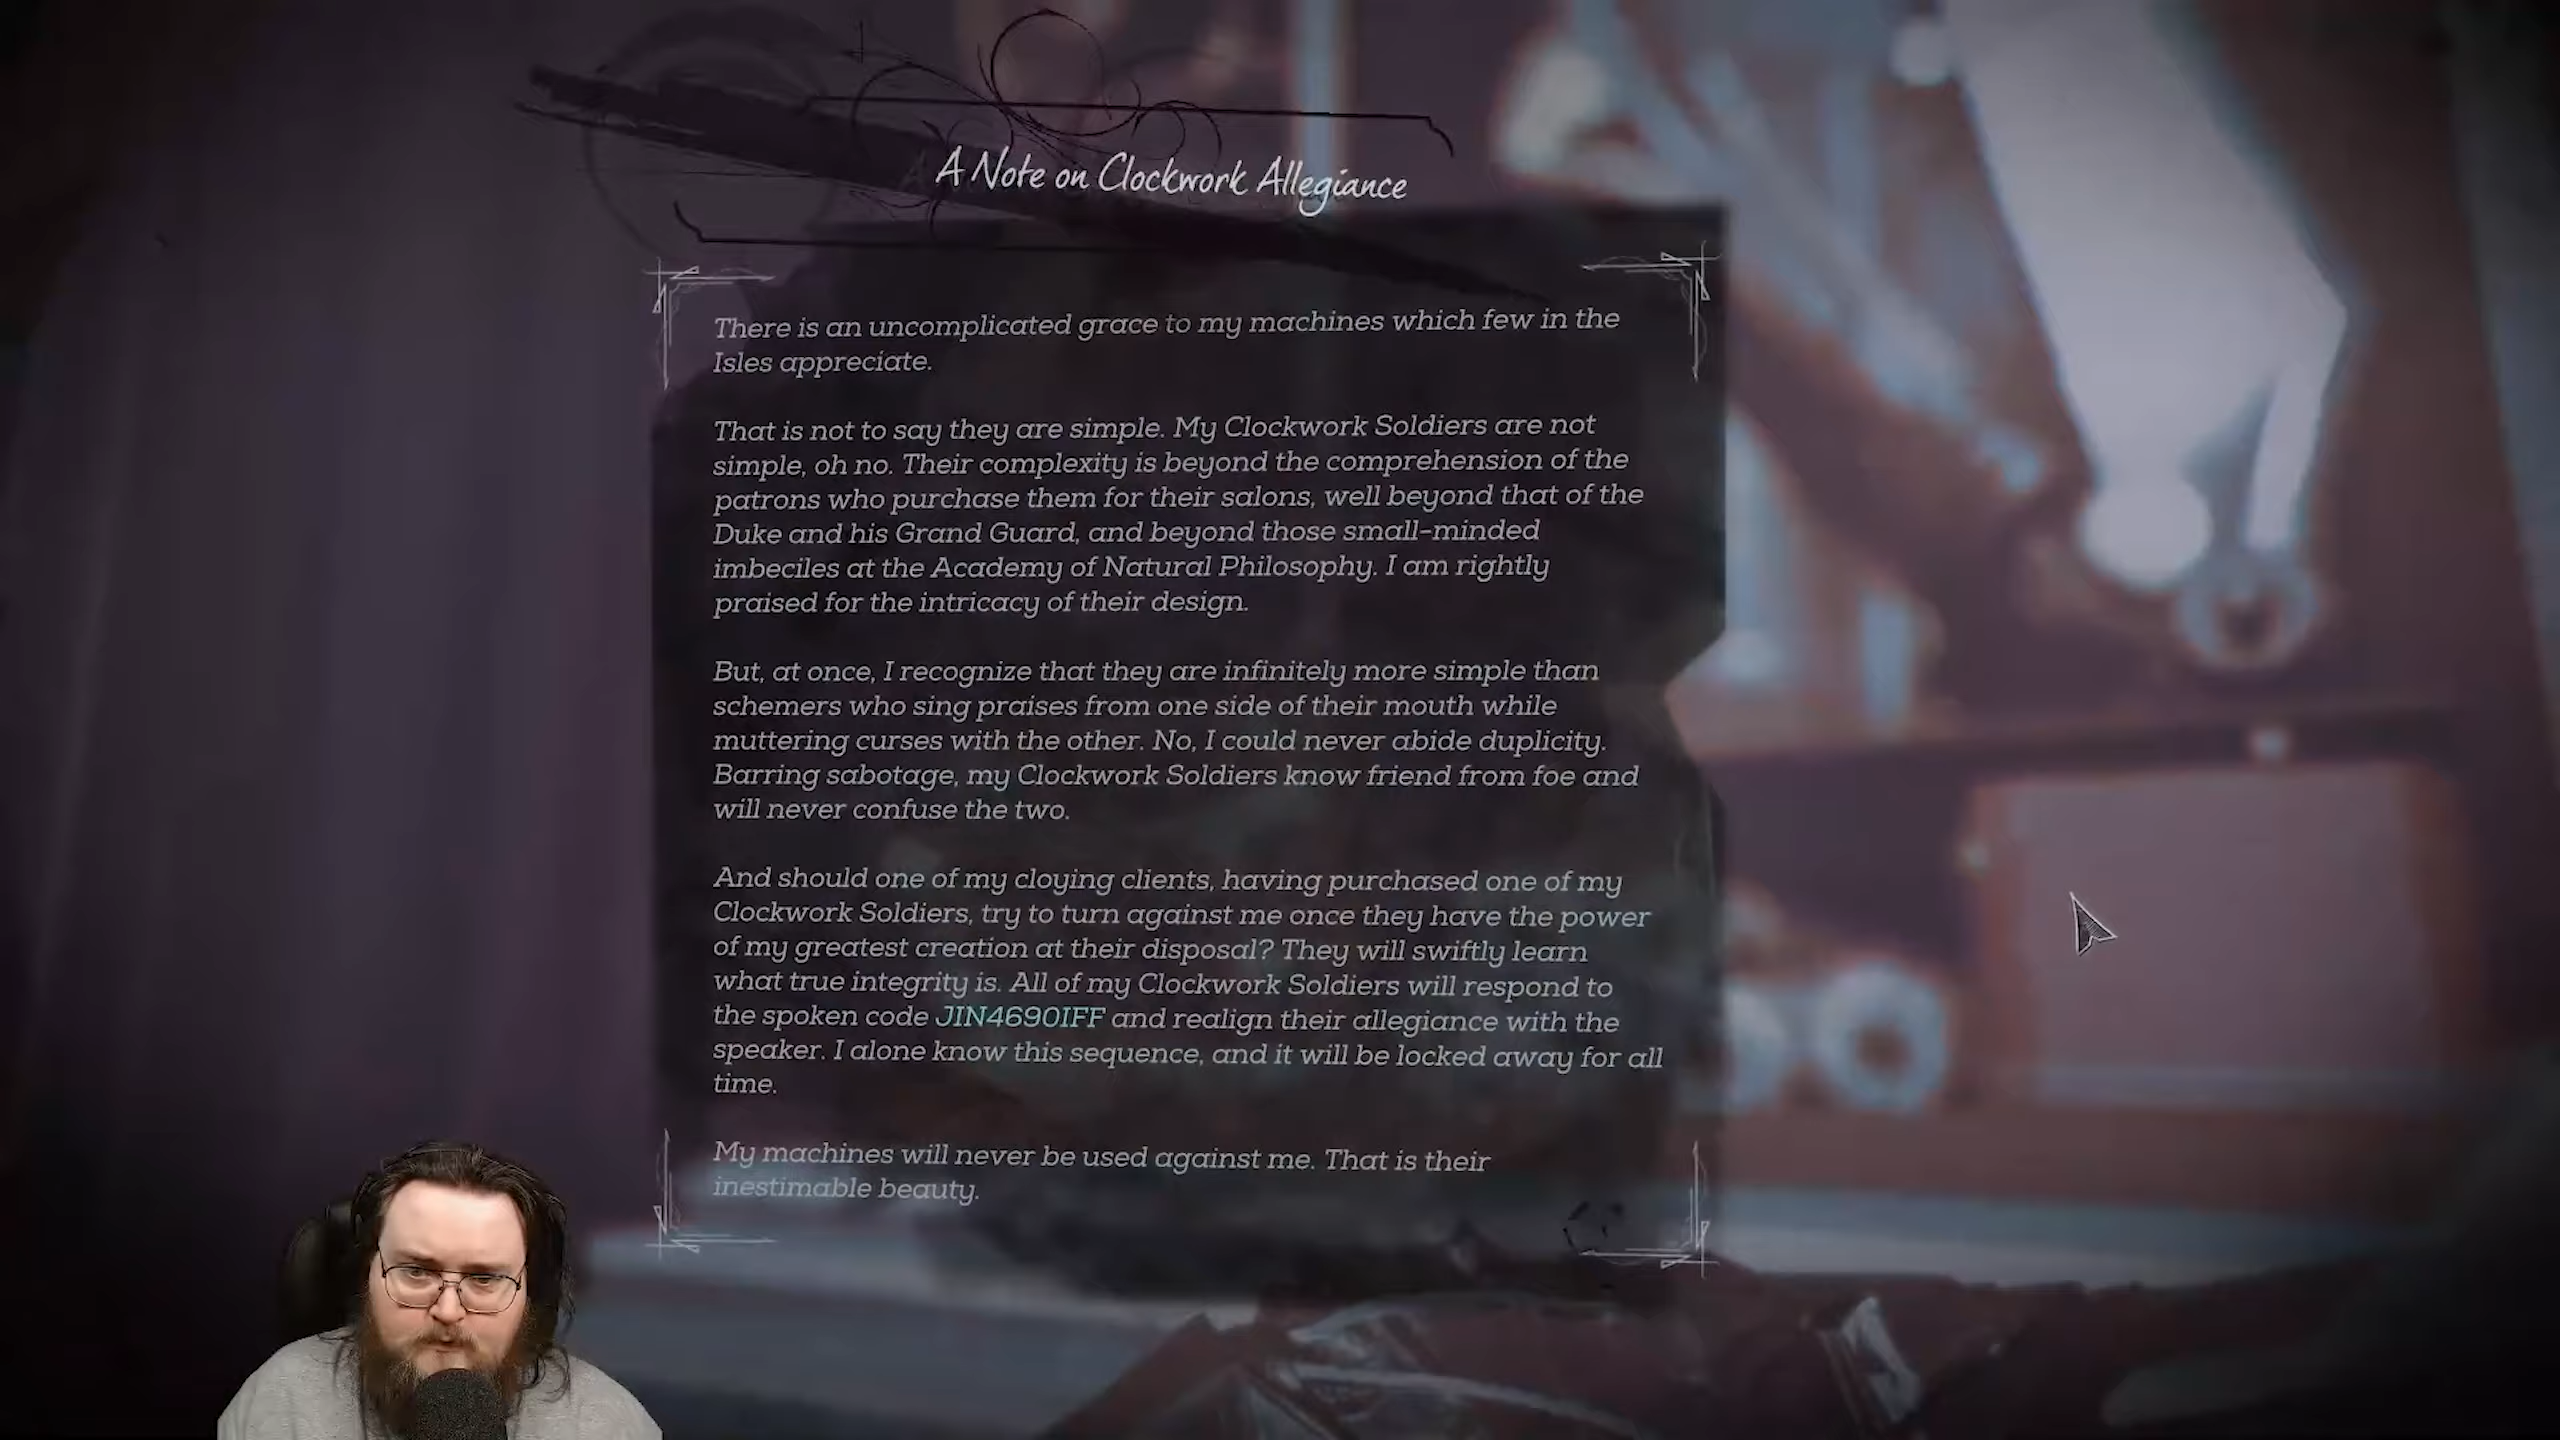 A Note on Clockwork Allegiance
There is an uncomplicated grace to my machines which few in the
Isles appreciate.
That is not to say they are simple. My Clockwork Soldiers are not
simple, oh no. Their complexity is beyond the comprehension of the
patrons who purchase them for their salons, well beyond that of the
Duke and his Grand Guard, and beyond those small-minded
imbeciles at the Academy of Natural Philosophy. I am rightly
praised for the intricacy of their design.
But, at once, I recognize that they are infinitely more simple than
schemers who sing praises from one side of their mouth while
muttering curses with the other. No, I could never abide duplicity.
Barring sabotage, my Clockwork Soldiers know friend from foe and
will never confuse the two.
And should one of my cloying clients, having purchased one of my
Clockwork Soldiers, try to turn against me once they have the power
of my greatest creation at their disposal? They will swiftly learn
what true integrity is. All of my Clockwork Soldiers will respond to
the spoken code JIN4690IFF and realign their allegiance with the
speaker. I alone know this sequence, and it will be locked away for all
time.
My machines will never be used against me. That is their
inestimable beauty.